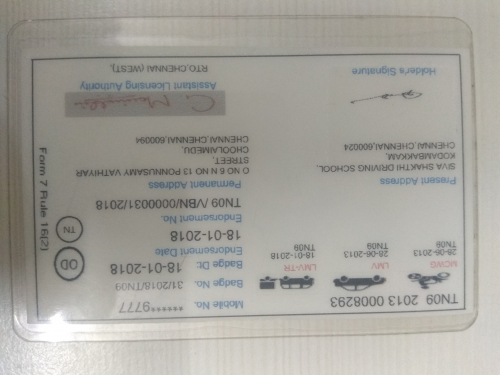 TN09 2013 0008293
Mobile No. ******9777
MCWG LMV LMV-TR
28-06-2013 28-06-2013 18-01-2018
TN09 TN09 TN09
Badge No. 31/2018/TN09
Badge Dt. 18-01-2018
Endorsement Date
18-01-2018
Endorsement No.
TN09 /VBN/0000031/2018
DD
TN
Form 7 Rule 16(2)
Present Address
SIVA SHAKTHI DRIVING SCHOOL,
KODAMBAKKAM,
CHENNAI,600024
Permanent Address
O NO 6 N NO 13 PONNUSAMY VATHIYAR
STREET,
CHOOLAIMEDU,
CHENNAI,CHENNAI,600094
Holder's Signature
Assistant Licensing Authority
RTO,CHENNAI (WEST),